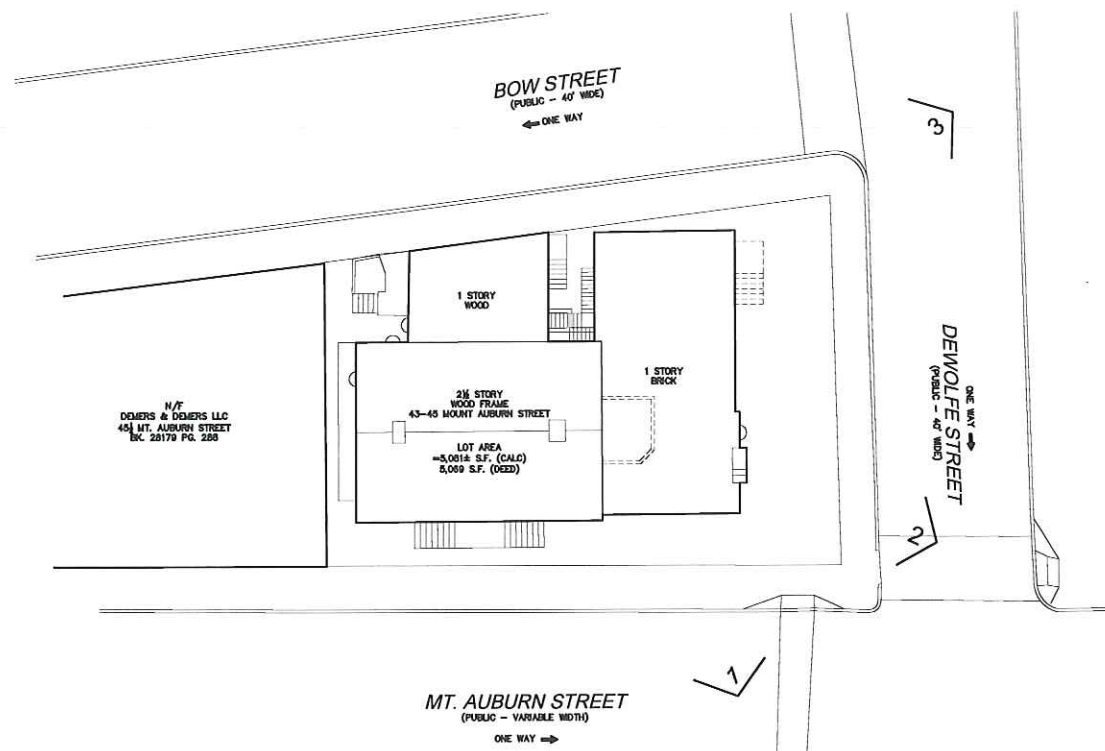 BOW STREET
(PUBLIC - 40' WIDE)
ONE WAY
3
1 STORY
WOOD
1 STORY
BRICK
2½ STORY
WOOD FRAME
43-45 MOUNT AUBURN STREET
LOT AREA
=5,061± S.F. (CALC)
5,069 S.F. (DEED)
N/F
DEMERS & DEMERS LLC
45½ MT. AUBURN STREET
BK. 28179 PG. 288
ONE WAY
DEWOLFE STREET
(PUBLIC - 40' WIDE)
2
1
MT. AUBURN STREET
(PUBLIC - VARIABLE WIDTH)
ONE WAY